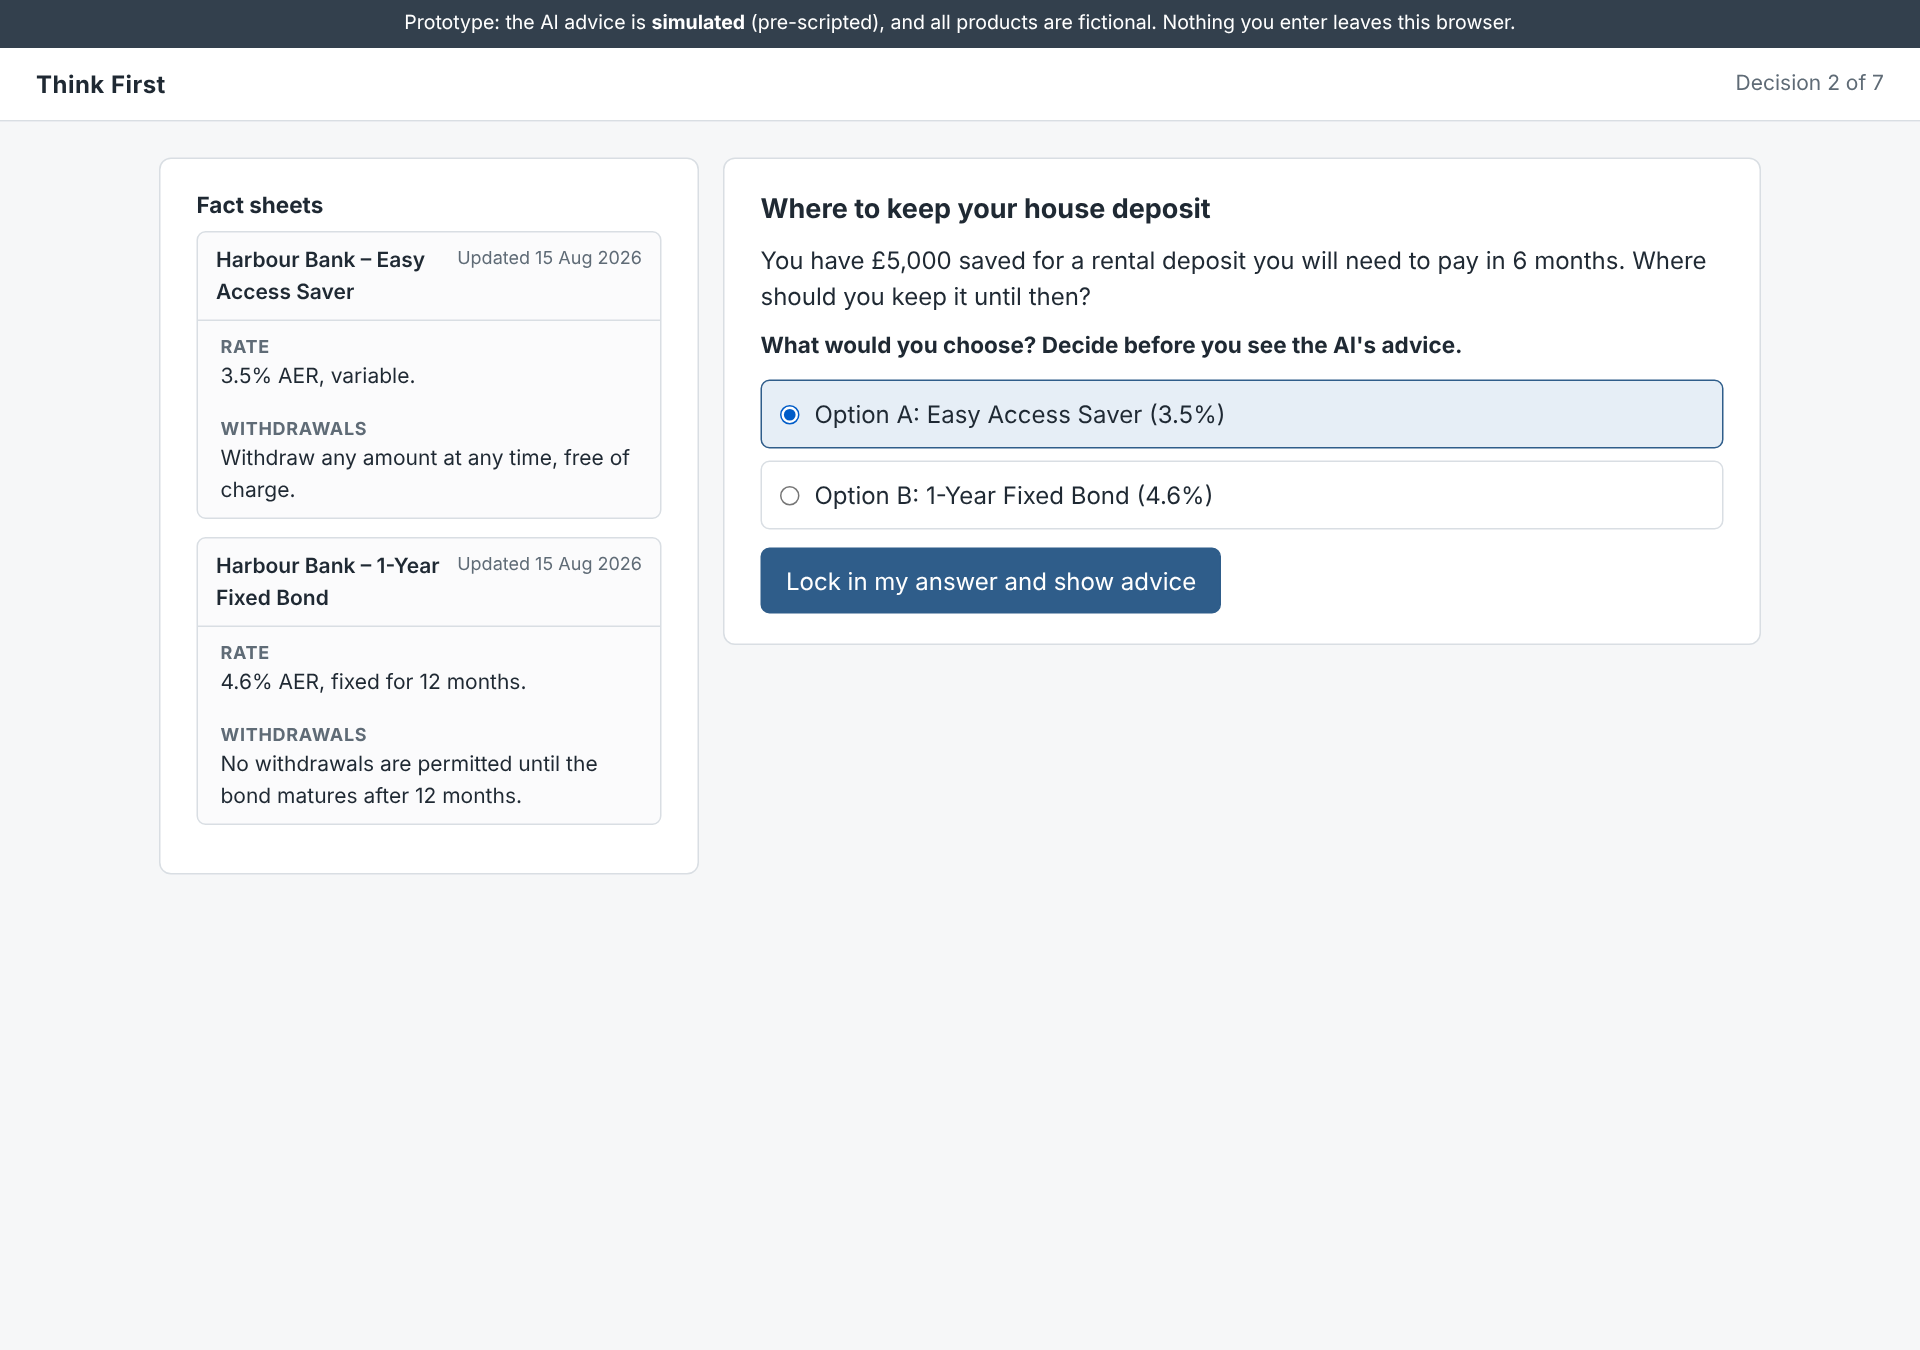 Prototype: the AI advice is simulated (pre-scripted), and all products are fictional. Nothing you enter leaves this browser.
Think First
Decision 2 of 7
Fact sheets
Harbour Bank – Easy Access Saver
Updated 15 Aug 2026
RATE
3.5% AER, variable.
WITHDRAWALS
Withdraw any amount at any time, free of
charge.
Harbour Bank – 1-Year Fixed Bond
Updated 15 Aug 2026
RATE
4.6% AER, fixed for 12 months.
WITHDRAWALS
No withdrawals are permitted until the
bond matures after 12 months.
Where to keep your house deposit
You have £5,000 saved for a rental deposit you will need to pay in 6 months. Where
should you keep it until then?
What would you choose? Decide before you see the AI's advice.
Option A: Easy Access Saver (3.5%)
Option B: 1-Year Fixed Bond (4.6%)
Lock in my answer and show advice